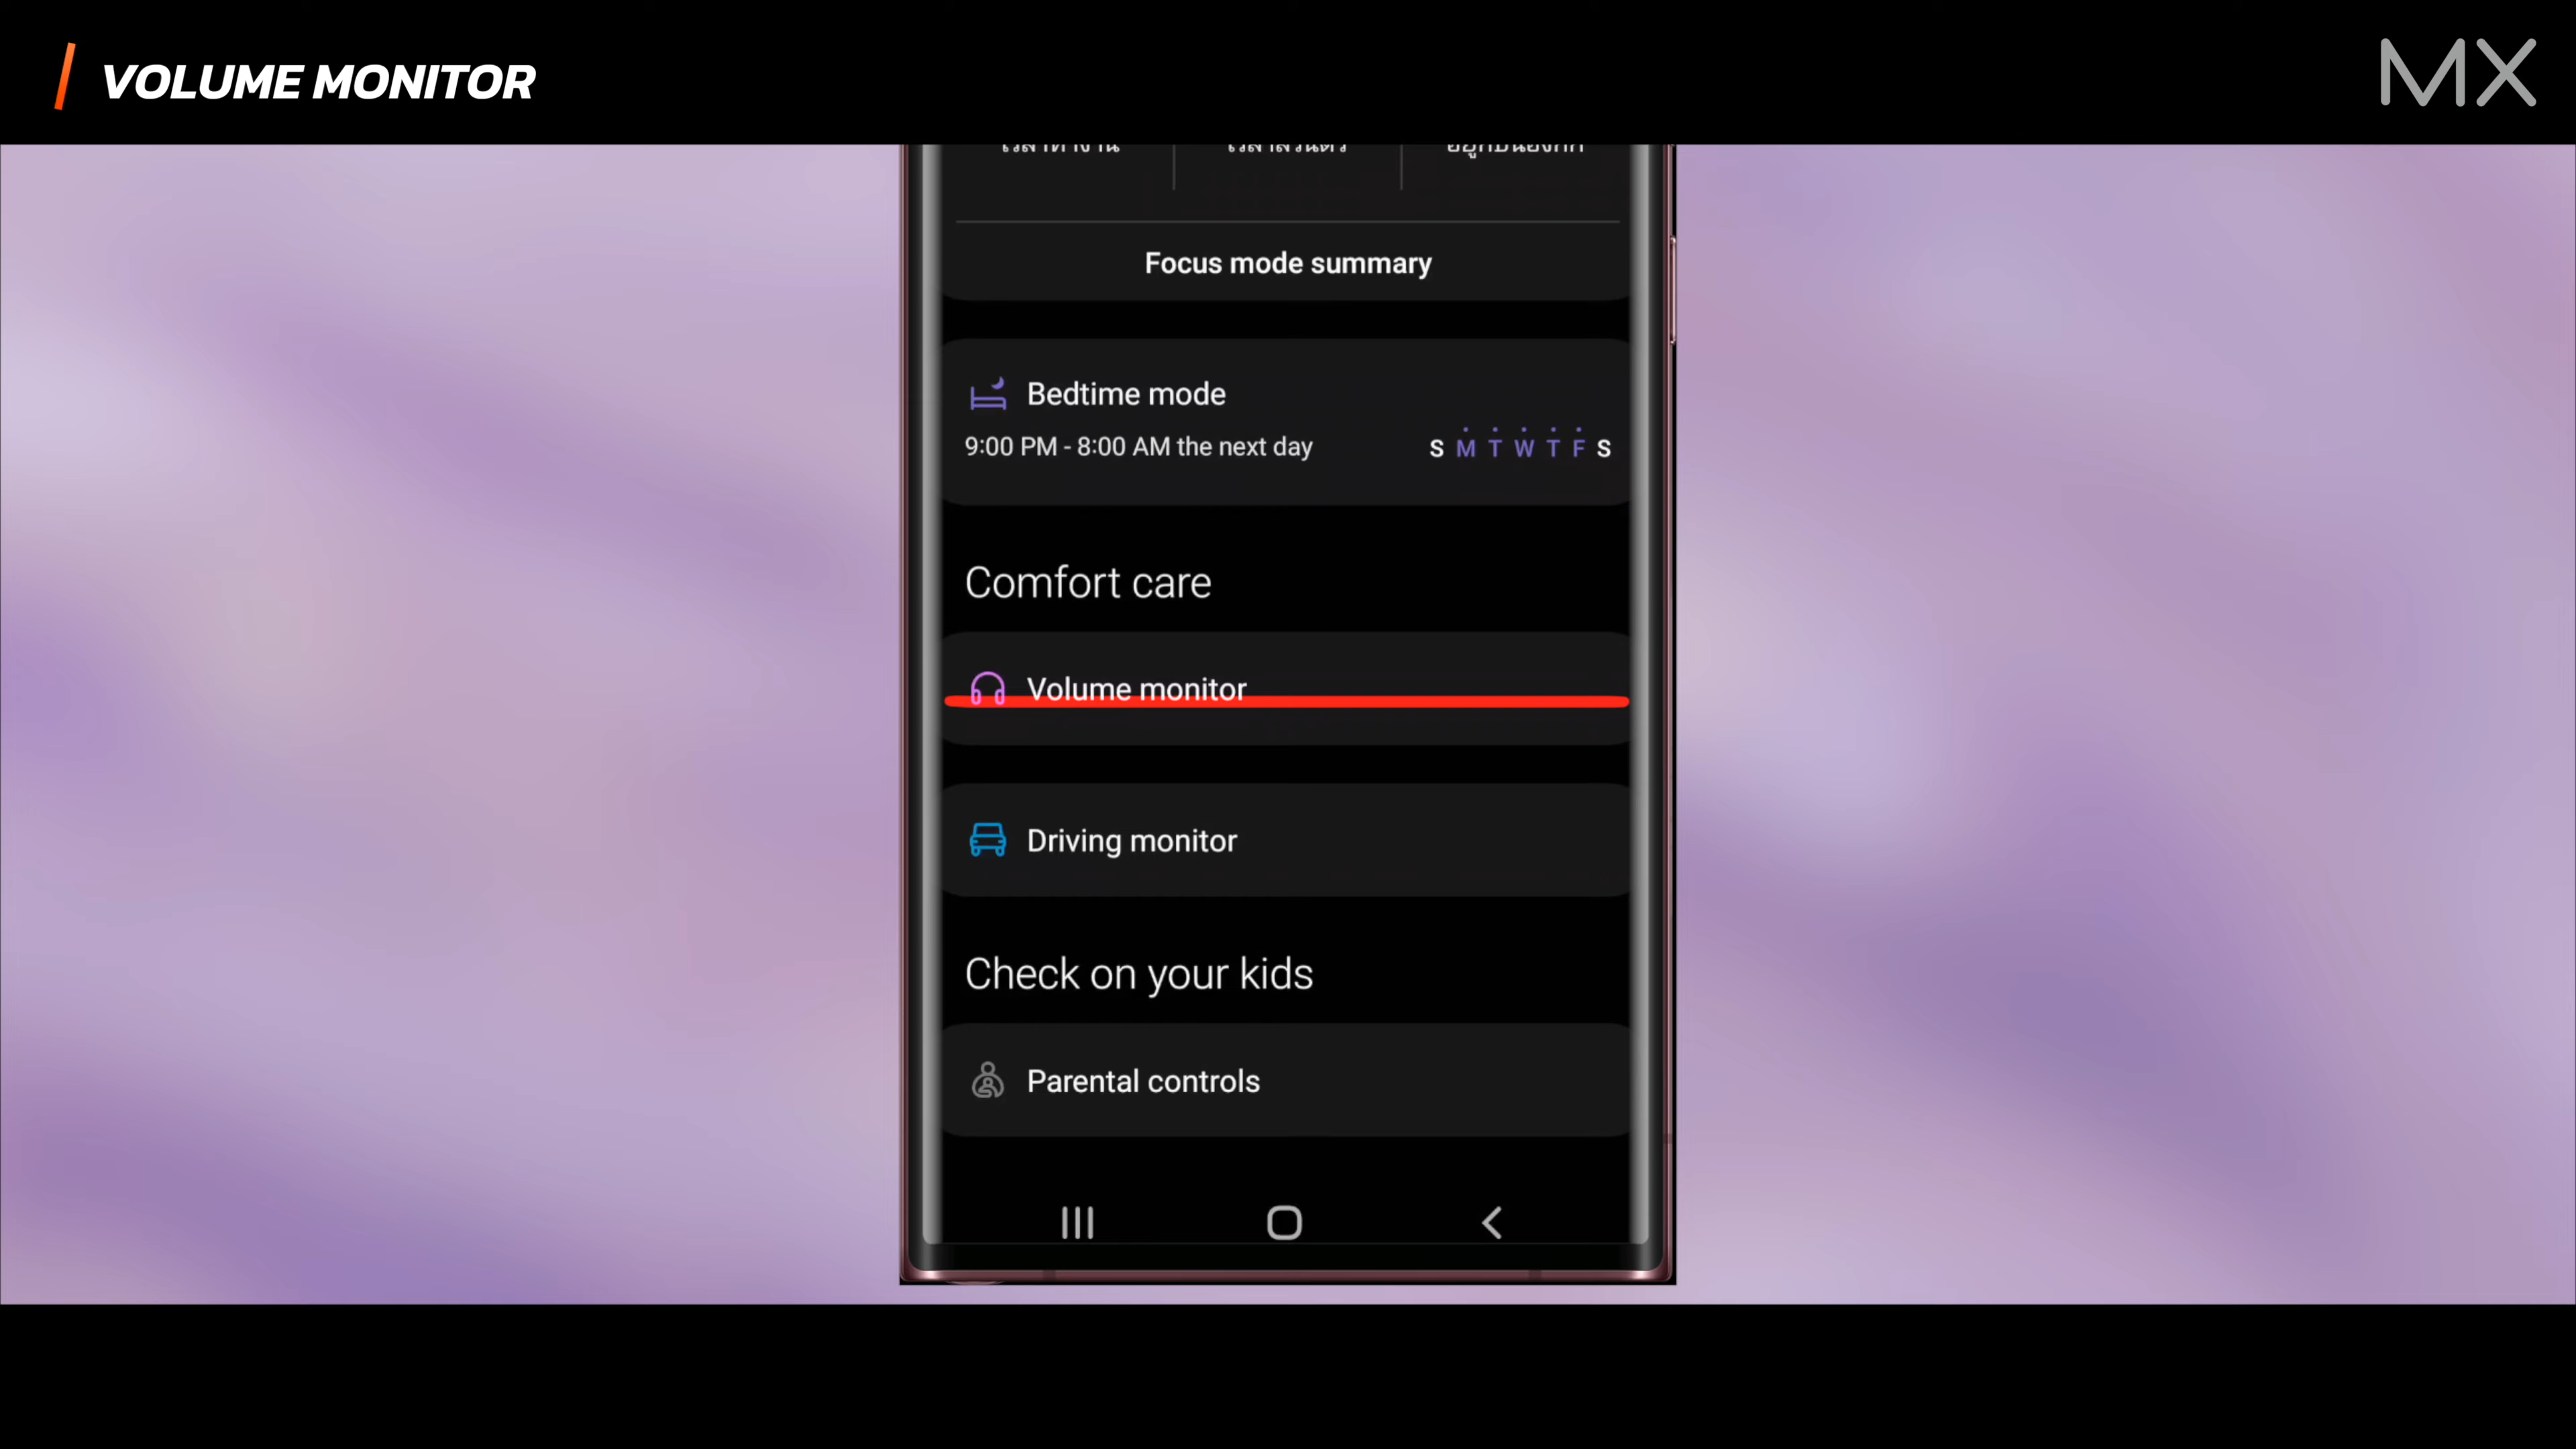 VOLUME MONITOR
MX
Focus mode summary
Bedtime mode
9:00 PM - 8:00 AM the next day
S M T W T F S
Comfort care
Volume monitor
Driving monitor
Check on your kids
Parental controls